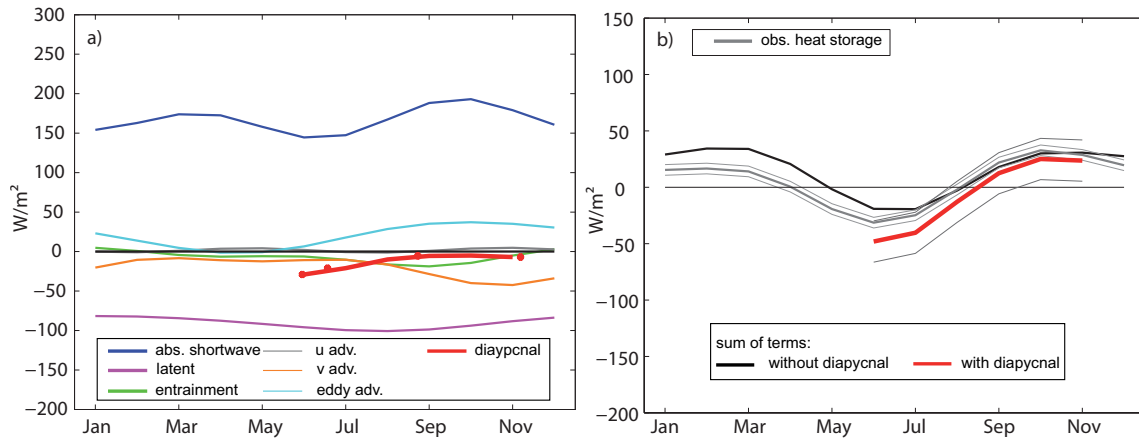 a)
300
250
200
150
100
50
0
−50
−100
−150
−200
W/m²
abs. shortwave
latent
entrainment
u adv.
v adv.
eddy adv.
diaypcnal
Jan Mar May Jul Sep Nov
b)
obs. heat storage
150
100
50
0
−50
−100
−150
−200
W/m²
sum of terms:
without diapycnal with diapycnal
Jan Mar May Jul Sep Nov